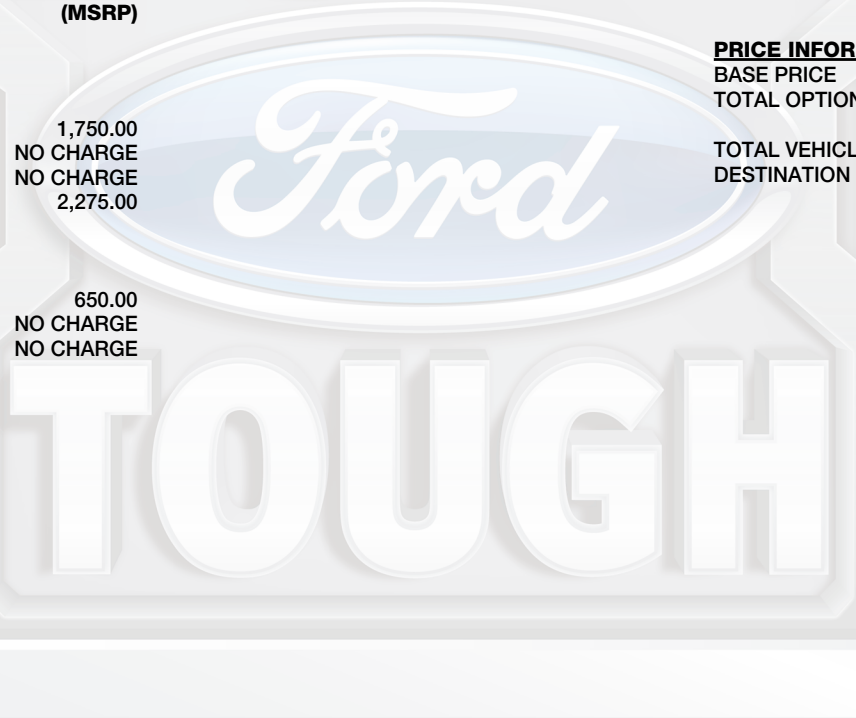 (MSRP)
1,750.00
NO CHARGE
NO CHARGE
2,275.00
650.00
NO CHARGE
NO CHARGE
PRICE INFOR
BASE PRICE
TOTAL OPTION
TOTAL VEHICL
DESTINATION
Ford
TOUGH